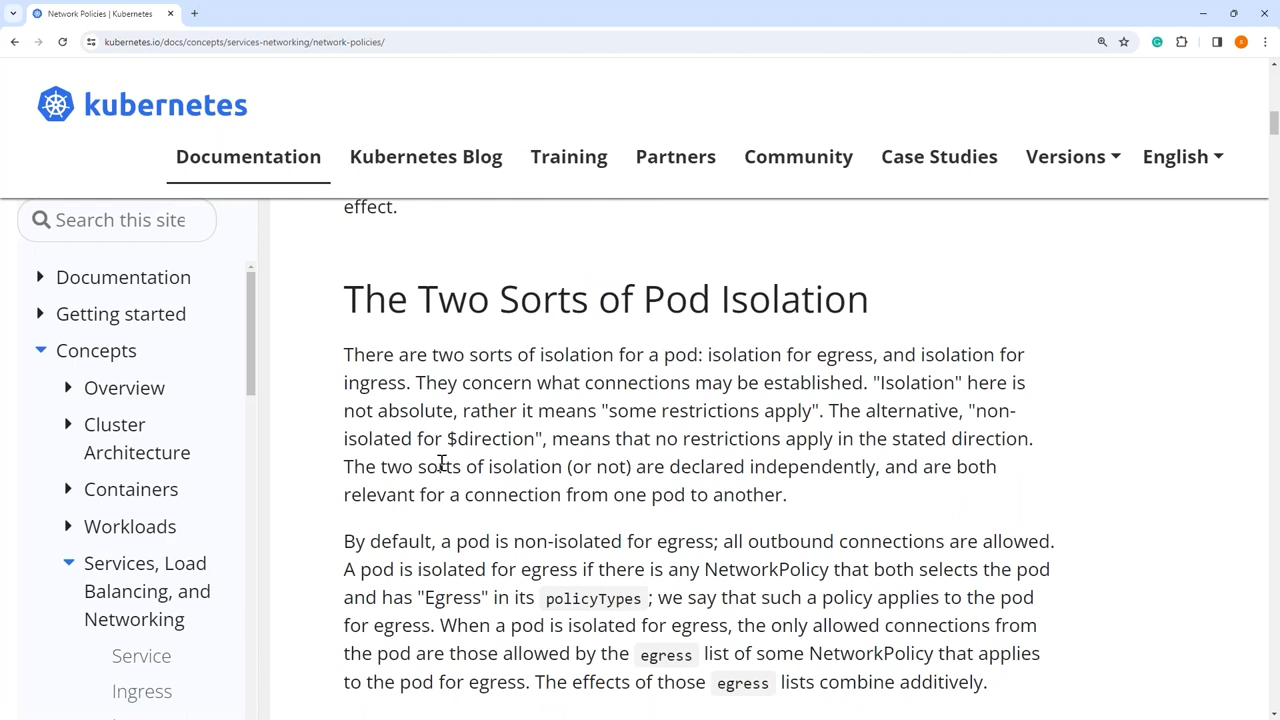 Network Policies | Kubernetes
kubernetes.io/docs/concepts/services-networking/network-policies/
kubernetes
Documentation
Kubernetes Blog
Training
Partners
Community
Case Studies
Versions
English
Search this site
Documentation
Getting started
Concepts
Overview
Cluster
Architecture
Containers
Workloads
Services, Load
Balancing, and
Networking
Service
Ingress
effect.
The Two Sorts of Pod Isolation
There are two sorts of isolation for a pod: isolation for egress, and isolation for
ingress. They concern what connections may be established. "Isolation" here is
not absolute, rather it means "some restrictions apply". The alternative, "non-
isolated for $direction", means that no restrictions apply in the stated direction.
The two sorts of isolation (or not) are declared independently, and are both
relevant for a connection from one pod to another.
By default, a pod is non-isolated for egress; all outbound connections are allowed.
A pod is isolated for egress if there is any NetworkPolicy that both selects the pod
and has "Egress" in its policyTypes; we say that such a policy applies to the pod
for egress. When a pod is isolated for egress, the only allowed connections from
the pod are those allowed by the egress list of some NetworkPolicy that applies
to the pod for egress. The effects of those egress lists combine additively.